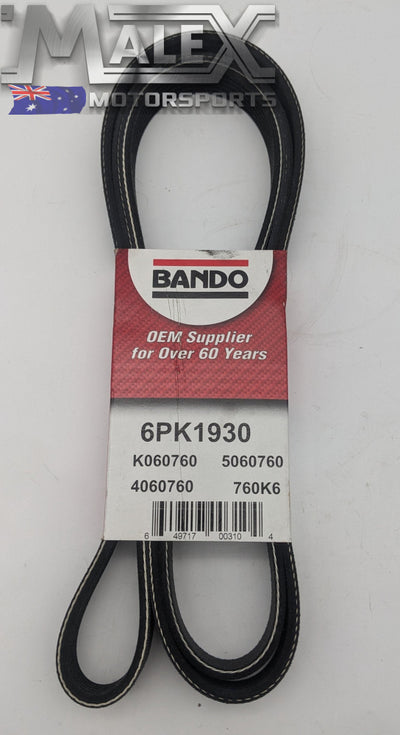 MALEX
MOTORSPORTS
BANDO
OEM Supplier
for Over 60 Years
6PK1930
K060760 5060760
4060760 760K6
6 49717 00310 4